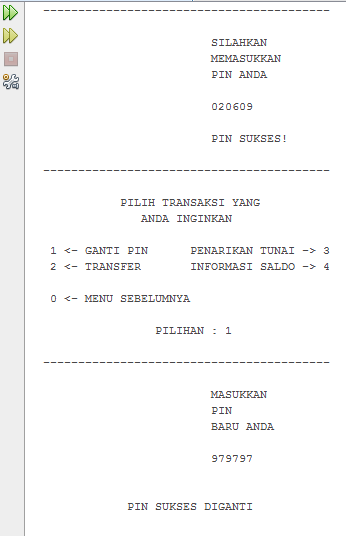 -----------------------------------------
SILAHKAN
MEMASUKKAN
PIN ANDA
020609
PIN SUKSES!
-----------------------------------------
PILIH TRANSAKSI YANG
ANDA INGINKAN
1 <- GANTI PIN      PENARIKAN TUNAI -> 3
2 <- TRANSFER       INFORMASI SALDO -> 4
0 <- MENU SEBELUMNYA
PILIHAN : 1
-----------------------------------------
MASUKKAN
PIN
BARU ANDA
979797
PIN SUKSES DIGANTI